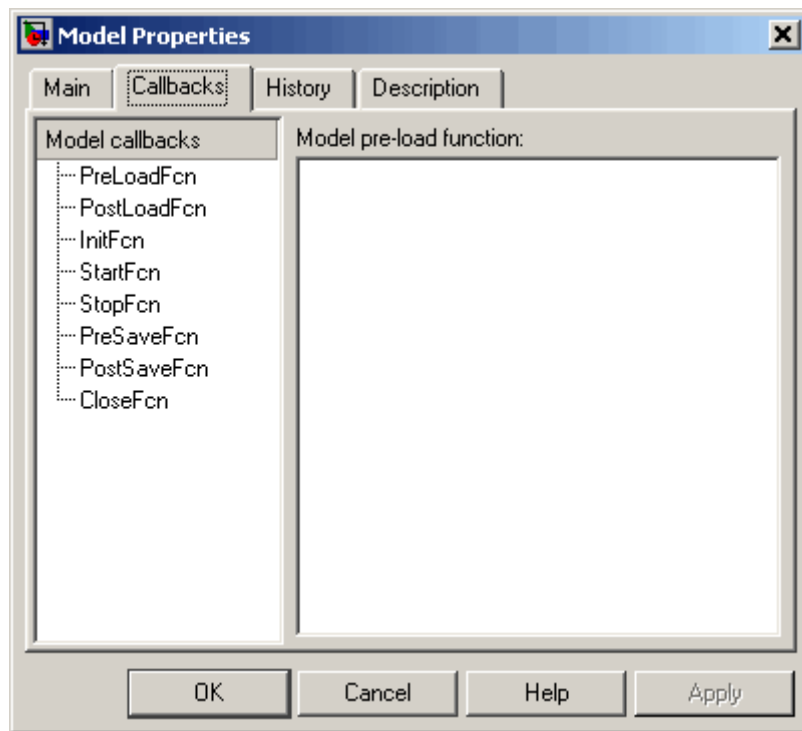 Model Properties
Main Callbacks History Description
Model callbacks
PreLoadFcn
PostLoadFcn
InitFcn
StartFcn
StopFcn
PreSaveFcn
PostSaveFcn
CloseFcn
Model pre-load function:
OK Cancel Help Apply